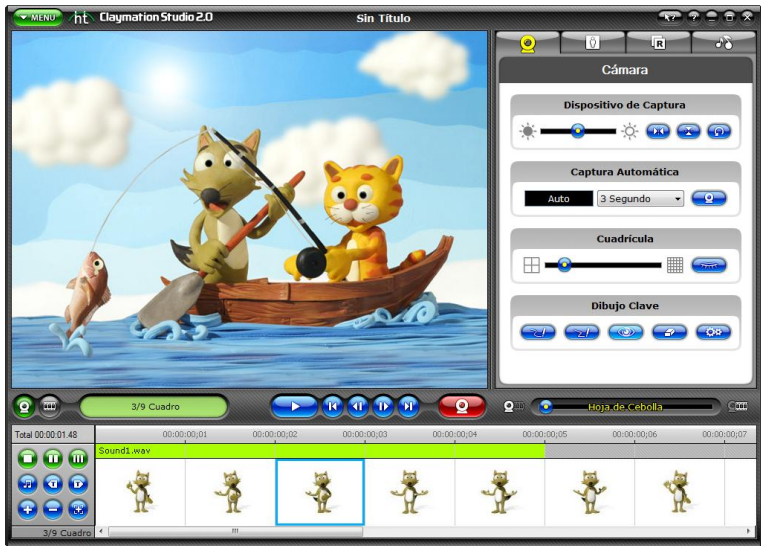 MENU ht Claymation Studio 2.0 Sin Título
R
Cámara
Dispositivo de Captura
Captura Automática
Auto 3 Segundo
Cuadrícula
Dibujo Clave
3/9 Cuadro
Hoja de Cebolla
Total 00:00:01.48 00:00:00;01 00:00:00;02 00:00:00;03 00:00:00;04 00:00:00;05 00:00:00;06 00:00:00;07
Sound1.wav
3/9 Cuadro